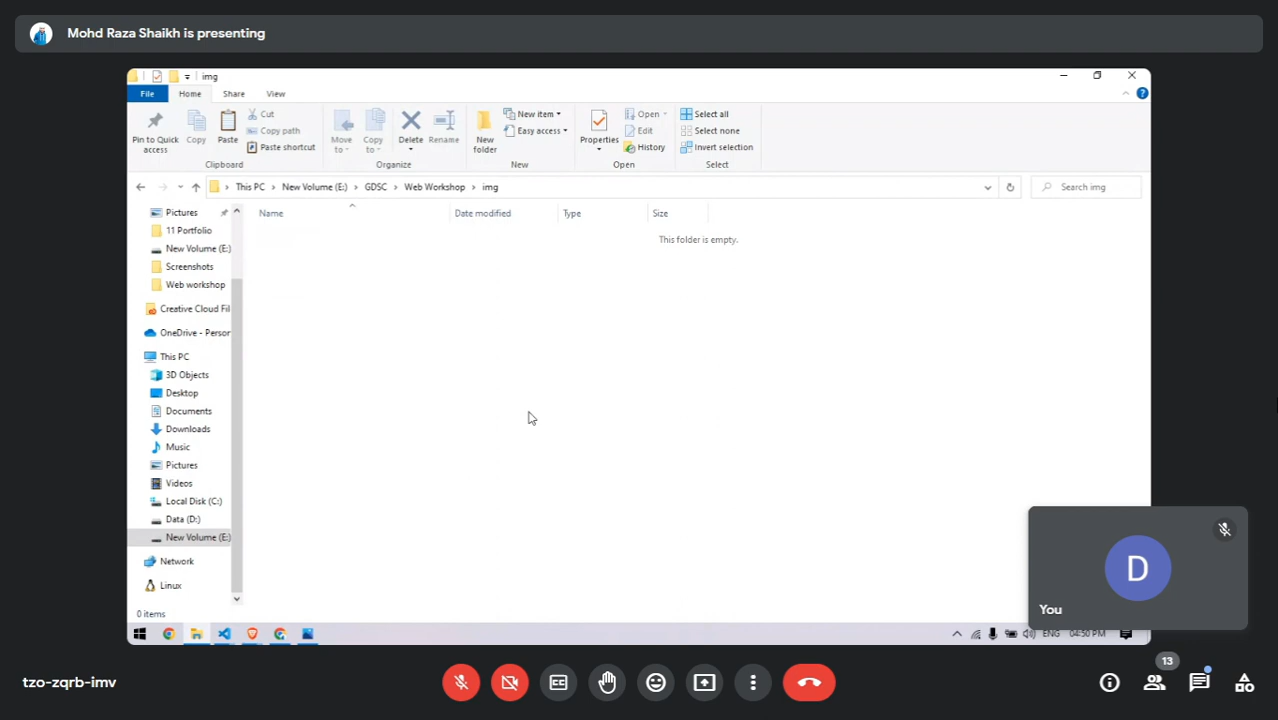 Mohd Raza Shaikh is presenting
img
File Home Share View
Pin to Quick access
Copy
Paste
Cut
Copy path
Paste shortcut
Clipboard
Move to
Copy to
Delete
Rename
Organize
New folder
New item
Easy access
New
Properties
Open
Edit
History
Open
Select all
Select none
Invert selection
Select
This PC New Volume (E:) GDSC Web Workshop img
Search img
Name Date modified Type Size
This folder is empty.
Pictures
11 Portfolio
New Volume (E:)
Screenshots
Web workshop
Creative Cloud Fil
OneDrive - Person
This PC
3D Objects
Desktop
Documents
Downloads
Music
Pictures
Videos
Local Disk (C:)
Data (D:)
New Volume (E:)
Network
Linux
0 items
D
You
ENG 04:50 PM
tzo-zqrb-imv
13